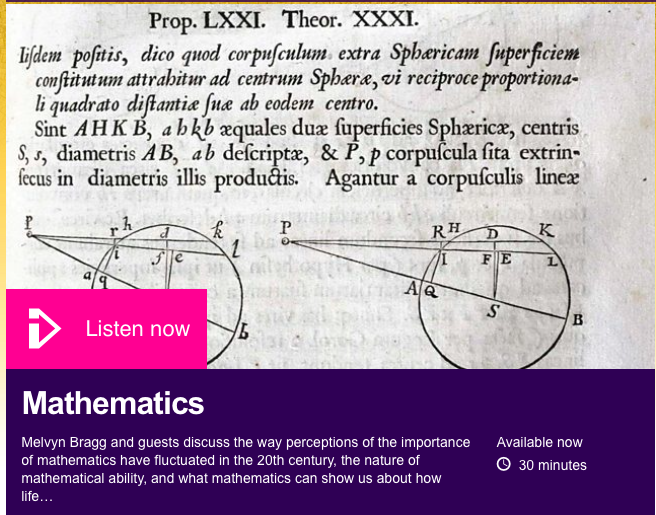 Prop. LXXI. Theor. XXXI.
Iiſdem poſitis, dico quod corpuſculum extra Sphæricam ſuperficiem
conſtitutum attrahitur ad centrum Sphæræ, vi reciproce proportiona-
li quadrato diſtantiæ ſuæ ab eodem centro.
Sint AHKB, ahkb æquales duæ ſuperficies Sphæricæ, centris
S, s, diametris AB, ab deſcriptæ, & P, p corpuſcula ſita extrin-
ſecus in diametris illis productis. Agantur a corpuſculis lineæ
p r h d k l i f e a q b
P R H D K I F E L A Q S B
Listen now
Mathematics
Melvyn Bragg and guests discuss the way perceptions of the importance
of mathematics have fluctuated in the 20th century, the nature of
mathematical ability, and what mathematics can show us about how
life…
Available now
30 minutes